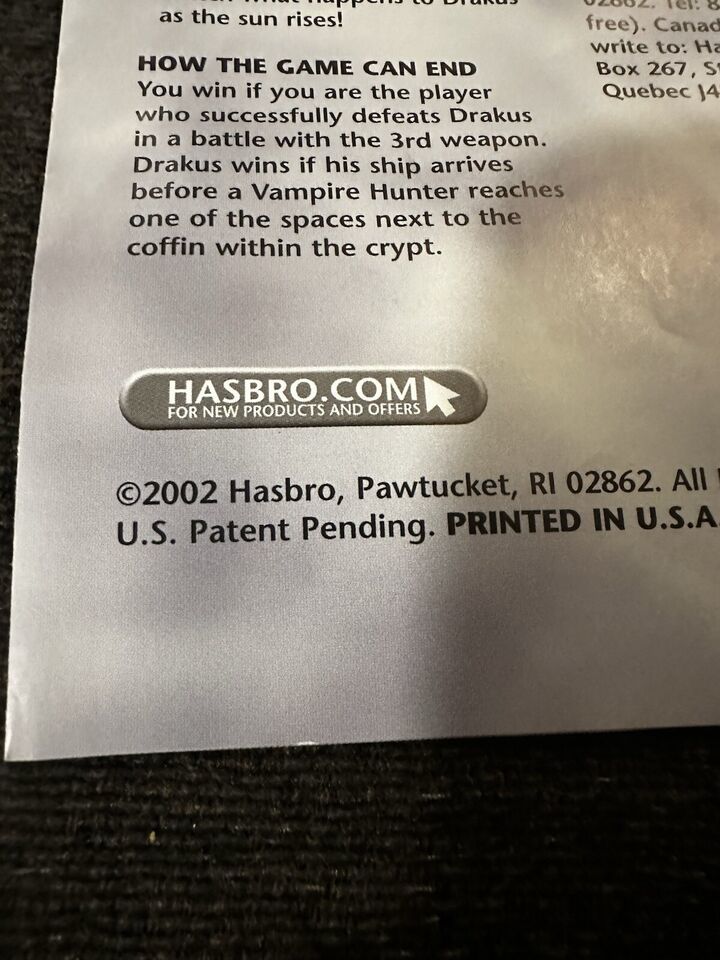 as the sun rises!
HOW THE GAME CAN END
You win if you are the player
who successfully defeats Drakus
in a battle with the 3rd weapon.
Drakus wins if his ship arrives
before a Vampire Hunter reaches
one of the spaces next to the
coffin within the crypt.
02862. Tel: 8
free). Canad
write to: Ha
Box 267, S
Quebec J4
HASBRO.COM
FOR NEW PRODUCTS AND OFFERS
©2002 Hasbro, Pawtucket, RI 02862. All
U.S. Patent Pending. PRINTED IN U.S.A